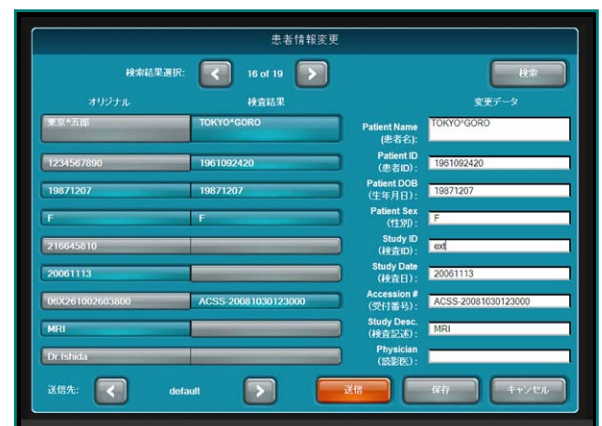 患者情報変更
検索結果選択: 16 of 19 検索
オリジナル 検査結果 変更データ
東京^五郎 TOKYO^GORO Patient Name (患者名): TOKYO^GORO
1234567890 1961092420 Patient ID (患者ID): 1961092420
19871207 19871207 Patient DOB (生年月日): 19871207
F F Patient Sex (性別): F
216645810 Study ID (検査ID): ext
20061113 Study Date (検査日): 20061113
06X261002603800 ACSS-20081030123000 Accession # (受付番号): ACSS-20081030123000
MRI Study Desc. (検査記述): MRI
Dr.Ishida Physician (読影医):
送信先: default 送信 保存 キャンセル